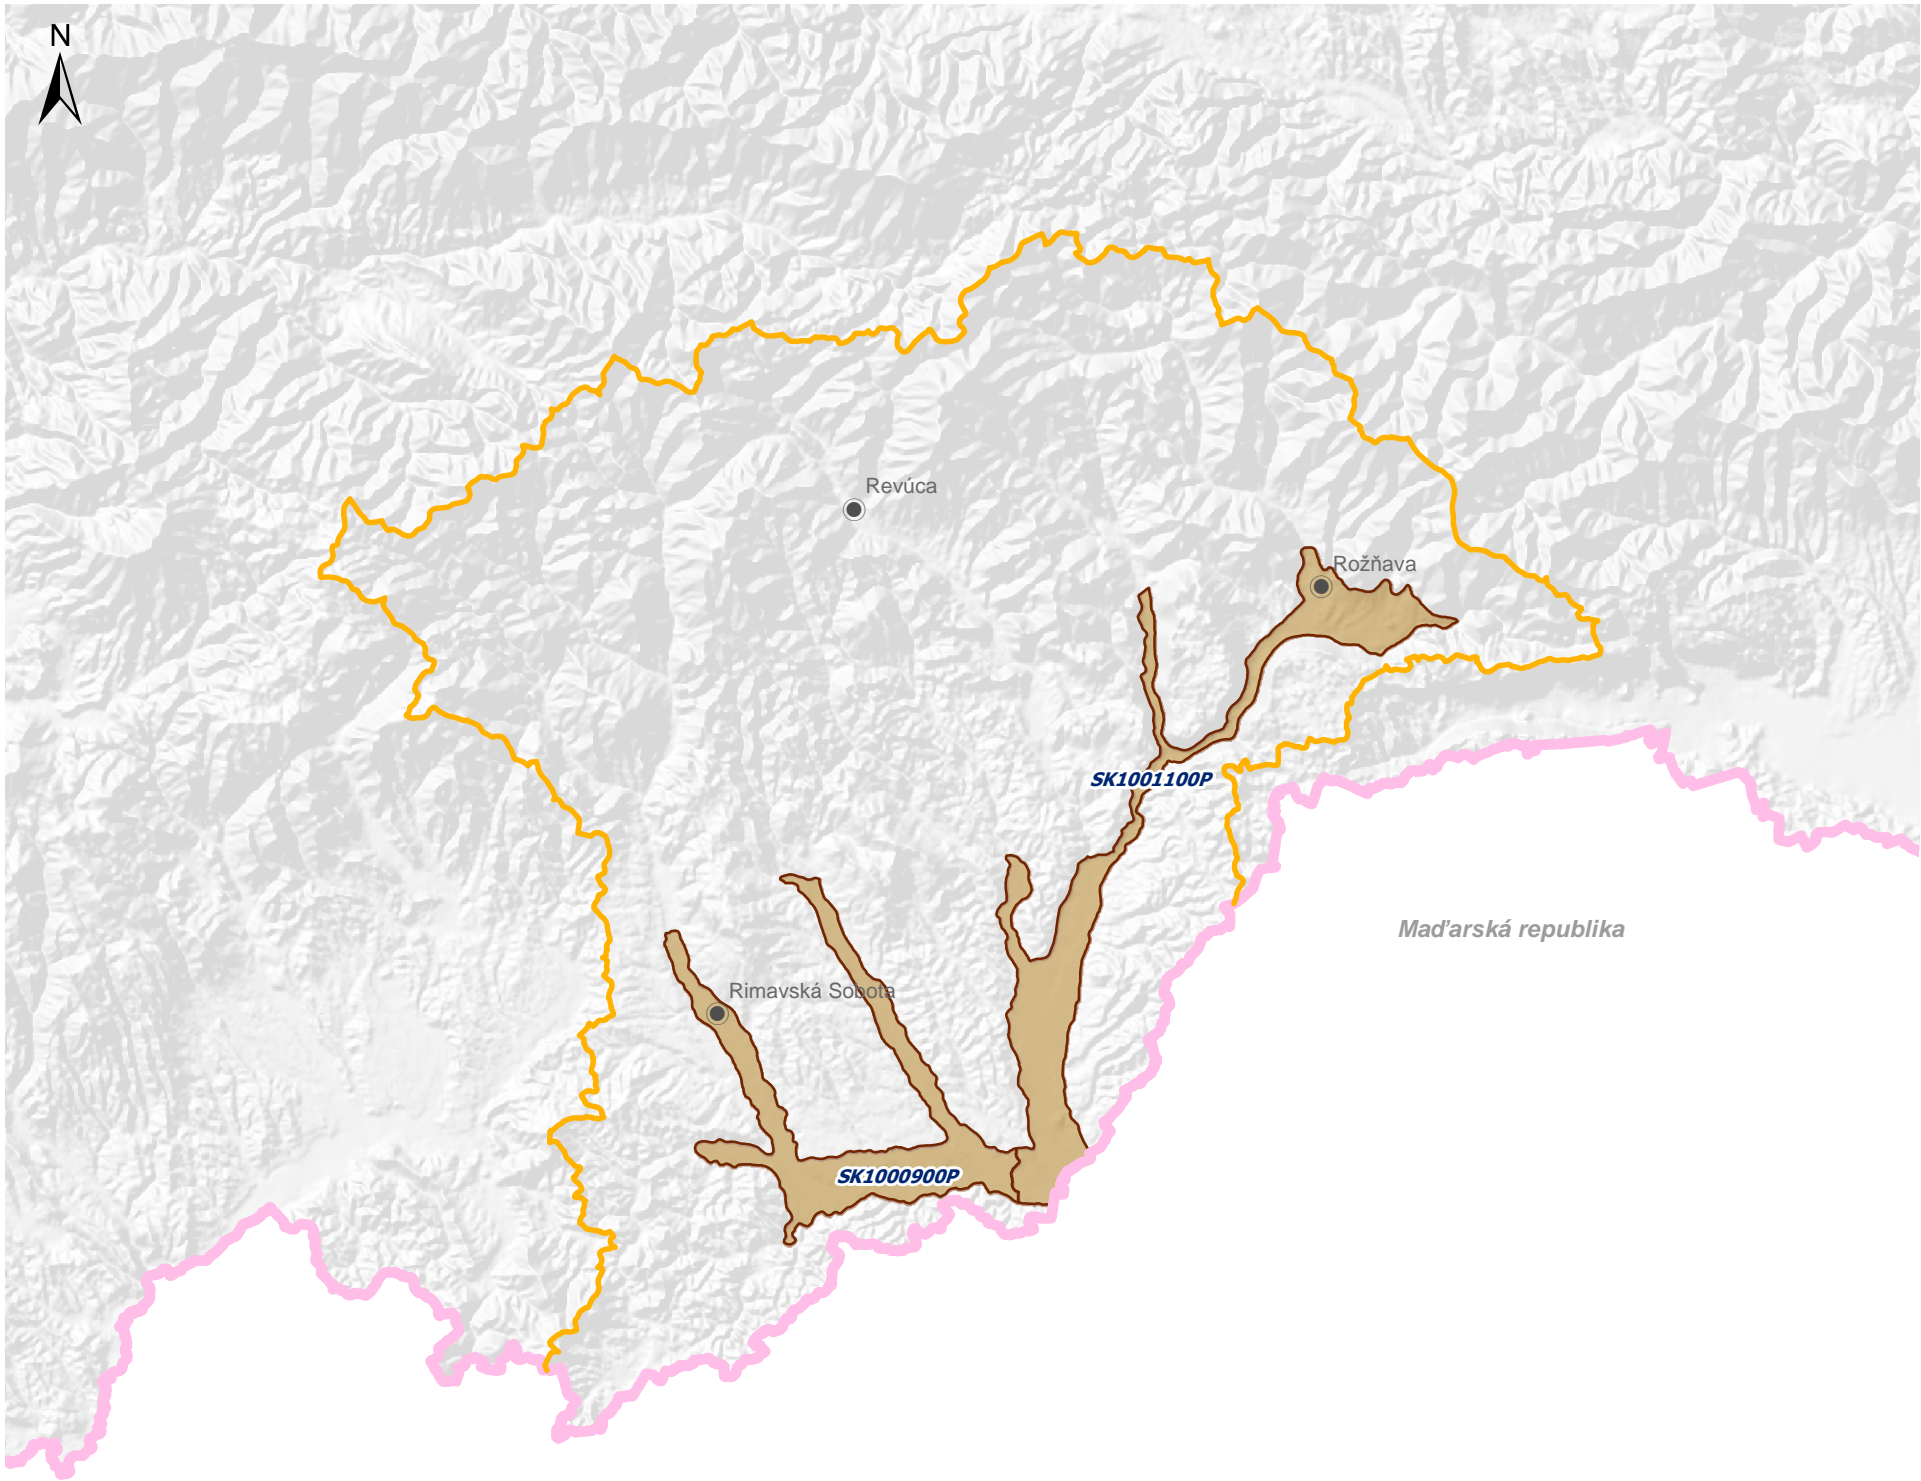 N
Revúca
Rožňava
SK1001100P
Maďarská republika
Rimavská Sobota
SK1000900P